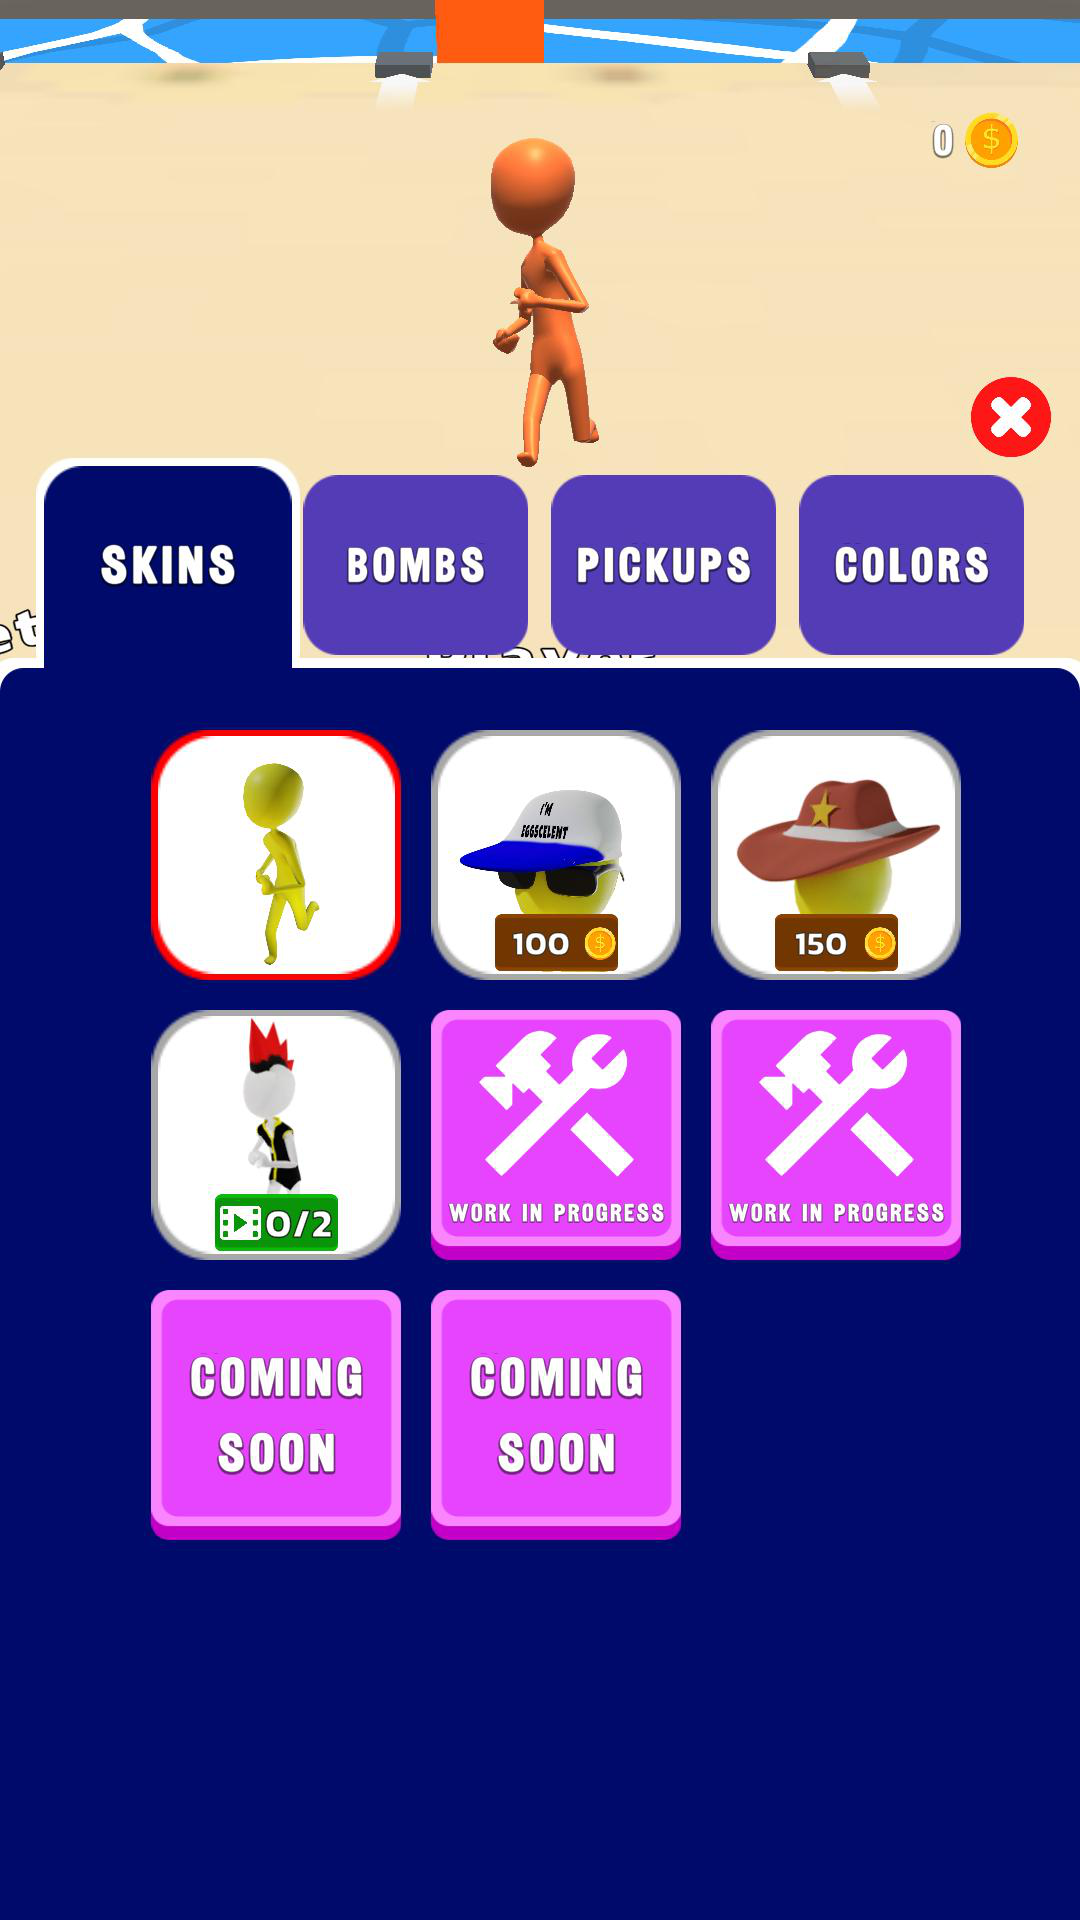 0
SKINS
BOMBS
PICKUPS
COLORS
et
I'M
EGGSCELENT
100
150
0/2
WORK IN PROGRESS
WORK IN PROGRESS
COMING
SOON
COMING
SOON